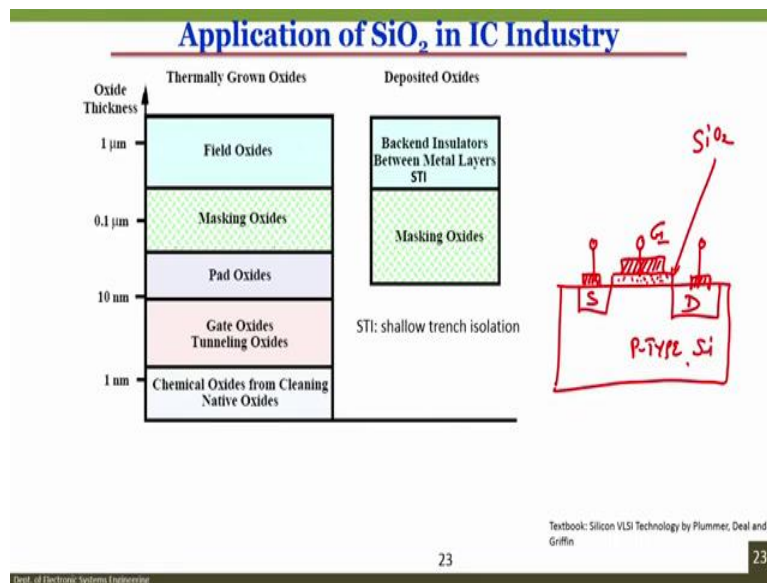 Application of SiO₂ in IC Industry
Oxide
Thickness
Thermally Grown Oxides
Deposited Oxides
1 µm
Field Oxides
Backend Insulators
Between Metal Layers
STI
0.1 µm
Masking Oxides
Masking Oxides
Pad Oxides
10 nm
Gate Oxides
Tunneling Oxides
STI: shallow trench isolation
1 nm
Chemical Oxides from Cleaning
Native Oxides
SiO2
G
S
D
P-TYPE Si
Textbook: Silicon VLSI Technology by Plummer, Deal and
Griffin
23
23
Dept. of Electronic Systems Engineering